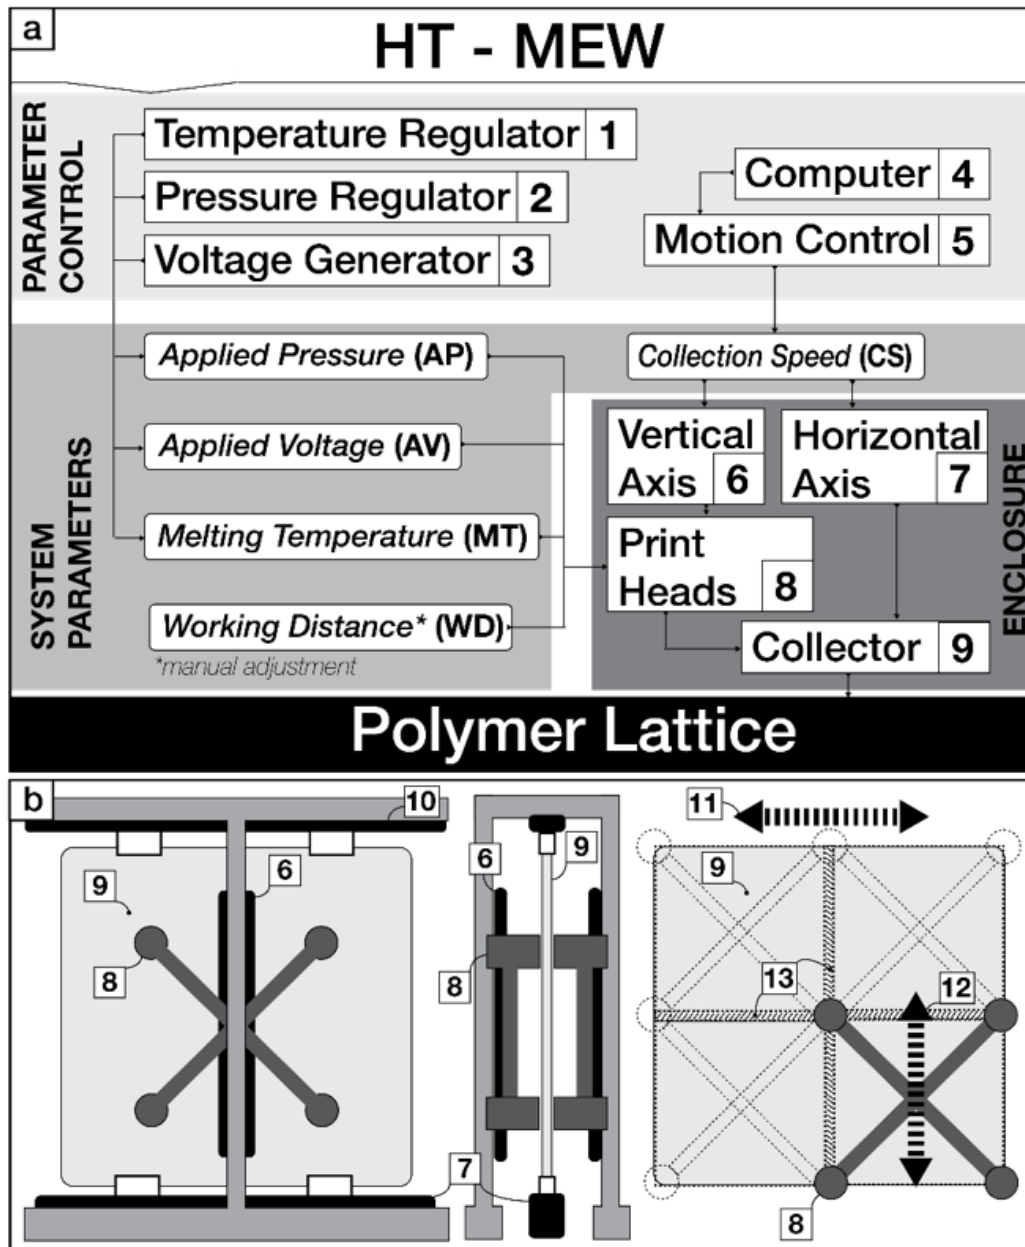 a
HT - MEW
PARAMETER
CONTROL
Temperature Regulator 1
Pressure Regulator 2
Voltage Generator 3
Computer 4
Motion Control 5
SYSTEM
PARAMETERS
Applied Pressure (AP)
Applied Voltage (AV)
Melting Temperature (MT)
Working Distance* (WD)
*manual adjustment
Collection Speed (CS)
ENCLOSURE
Vertical
Axis 6
Horizontal
Axis 7
Print
Heads 8
Collector 9
Polymer Lattice
b
10
9
6
8
6
9
8
7
11
9
13
12
8